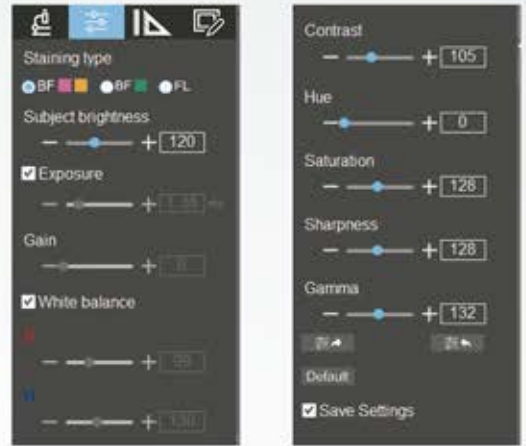 Staining type
BF BF FL
Subject brightness
120
Exposure
Gain
White balance
Contrast
105
Hue
0
Saturation
128
Sharpness
128
Gamma
132
Default
Save Settings